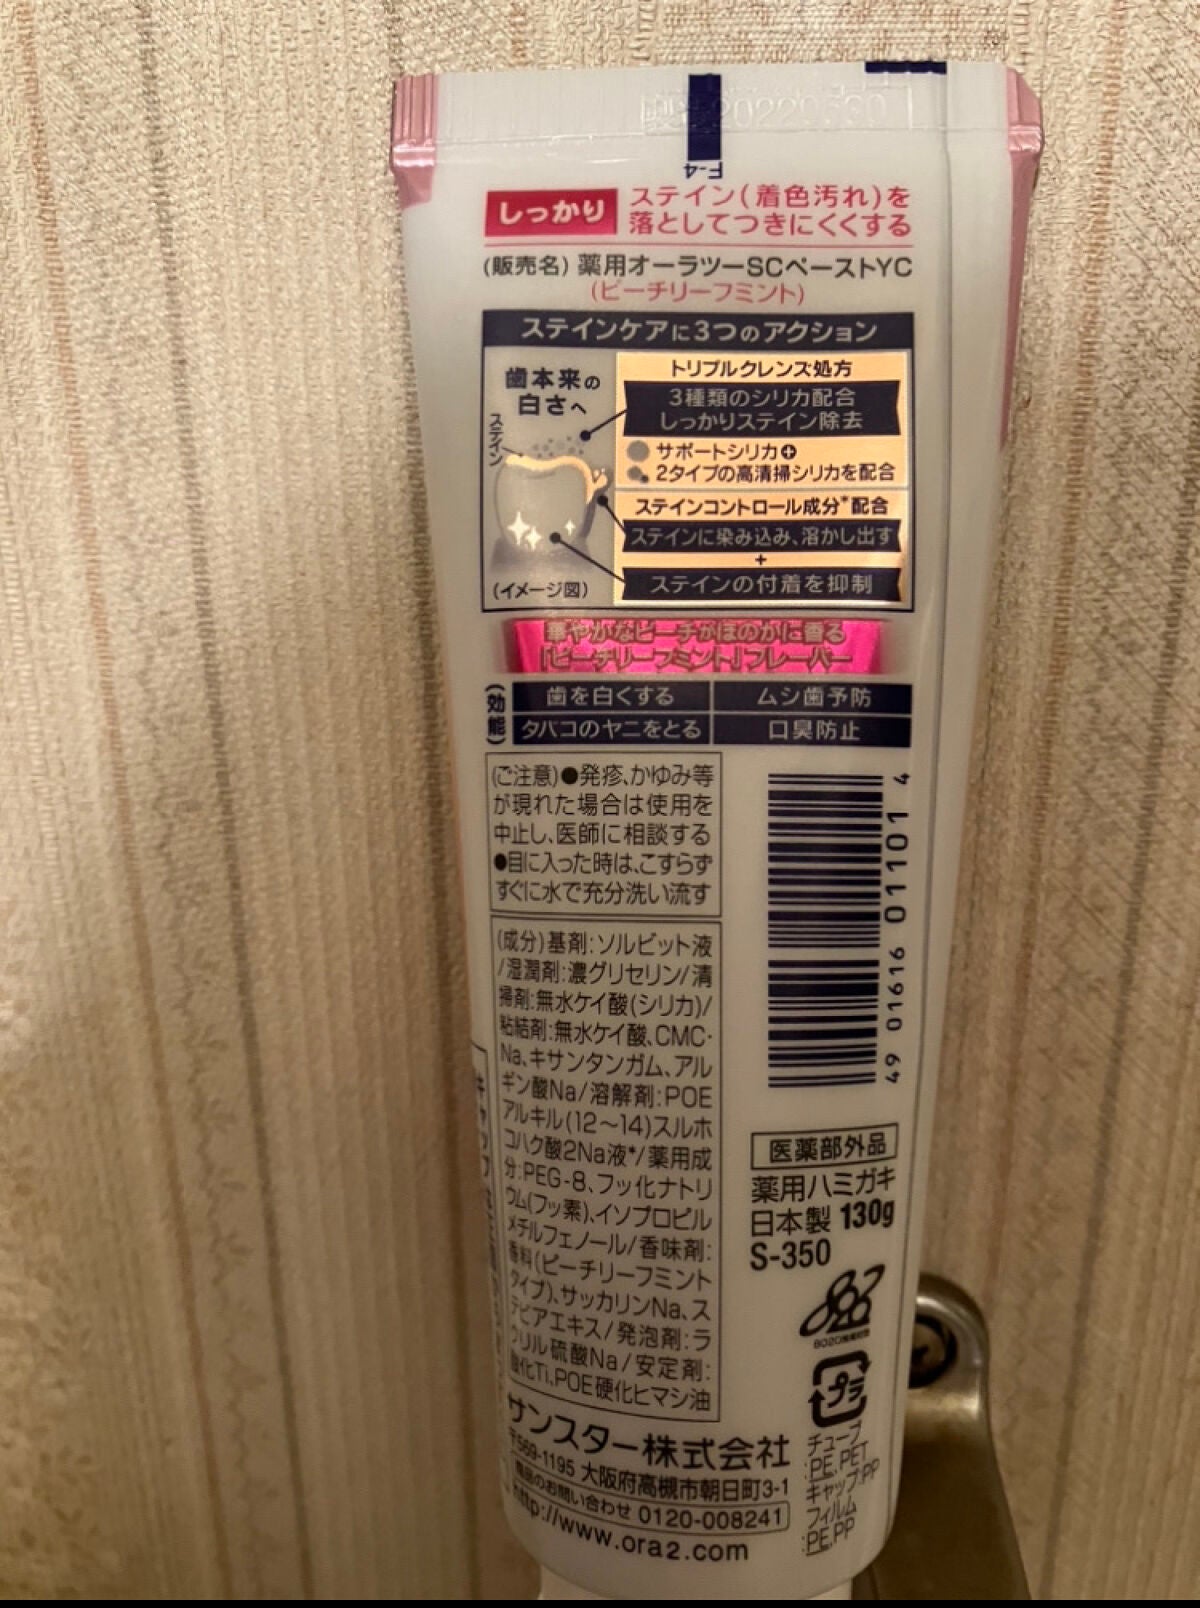 F-4
しっかり
ステイン(着色汚れ)を
落としてつきにくくする
(販売名) 薬用オーラツーSCペーストYC
(ピーチリーフミント)
ステインケアに3つのアクション
歯本来の
白さへ
ステイン
(イメージ図)
トリプルクレンズ処方
3種類のシリカ配合
しっかりステイン除去
サポートシリカ+
2タイプの高清掃シリカを配合
ステインコントロール成分*配合
ステインに染み込み、溶かし出す
+
ステインの付着を抑制
華やかなピーチがほのかに香る
「ピーチリーフミント」フレーバー
(効能)
歯を白くする
ムシ歯予防
タバコのヤニをとる
口臭防止
(ご注意)●発疹、かゆみ等
が現れた場合は使用を
中止し、医師に相談する
●目に入った時は、こすらず
すぐに水で充分洗い流す
(成分)基剤:ソルビット液
/湿潤剤:濃グリセリン/清
掃剤:無水ケイ酸(シリカ)/
粘結剤:無水ケイ酸、CMC・
Na、キサンタンガム、アル
ギン酸Na/溶解剤:POE
アルキル(12〜14)スルホ
コハク酸2Na液*/薬用成
分:PEG-8、フッ化ナトリ
ウム(フッ素)、イソプロピル
メチルフェノール/香味剤:
香料(ピーチリーフミント
タイプ)、サッカリンNa、ス
テビアエキス/発泡剤:ラ
ウリル硫酸Na/安定剤:
酸化Ti、POE硬化ヒマシ油
49 01616 01101 4
医薬部外品
薬用ハミガキ
日本製 130g
S-350
プラ
チューブ
:PE,PET
キャップ:PP
フィルム
:PE,PP
サンスター株式会社
〒569-1195 大阪府高槻市朝日町3-1
商品のお問い合わせ 0120-008241
http://www.ora2.com